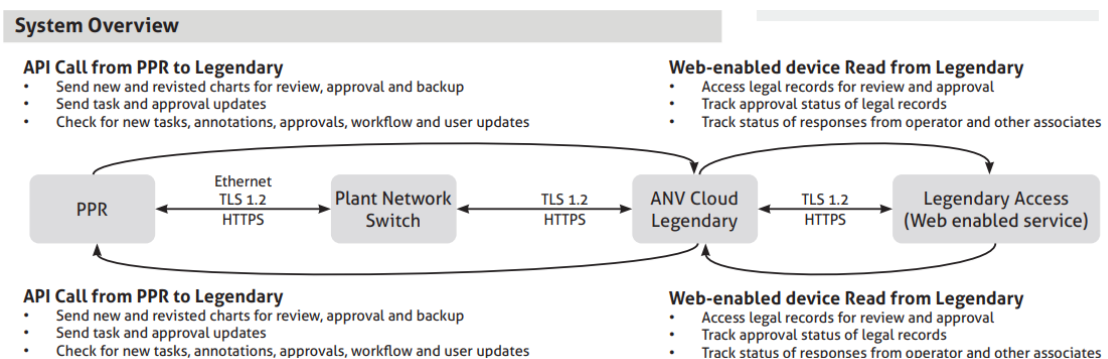 System Overview
API Call from PPR to Legendary
• Send new and revisted charts for review, approval and backup
• Send task and approval updates
• Check for new tasks, annotations, approvals, workflow and user updates
Web-enabled device Read from Legendary
• Access legal records for review and approval
• Track approval status of legal records
• Track status of responses from operator and other associates
PPR
Ethernet
TLS 1.2
HTTPS
Plant Network
Switch
TLS 1.2
HTTPS
ANV Cloud
Legendary
TLS 1.2
HTTPS
Legendary Access
(Web enabled service)
API Call from PPR to Legendary
• Send new and revisted charts for review, approval and backup
• Send task and approval updates
• Check for new tasks, annotations, approvals, workflow and user updates
Web-enabled device Read from Legendary
• Access legal records for review and approval
• Track approval status of legal records
• Track status of responses from operator and other associates